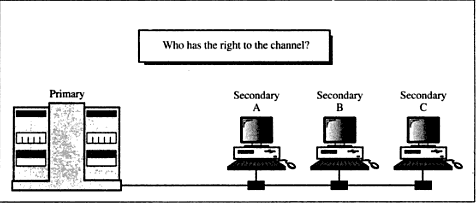 Who has the right to the channel?
Primary
Secondary
A
Secondary
B
Secondary
C